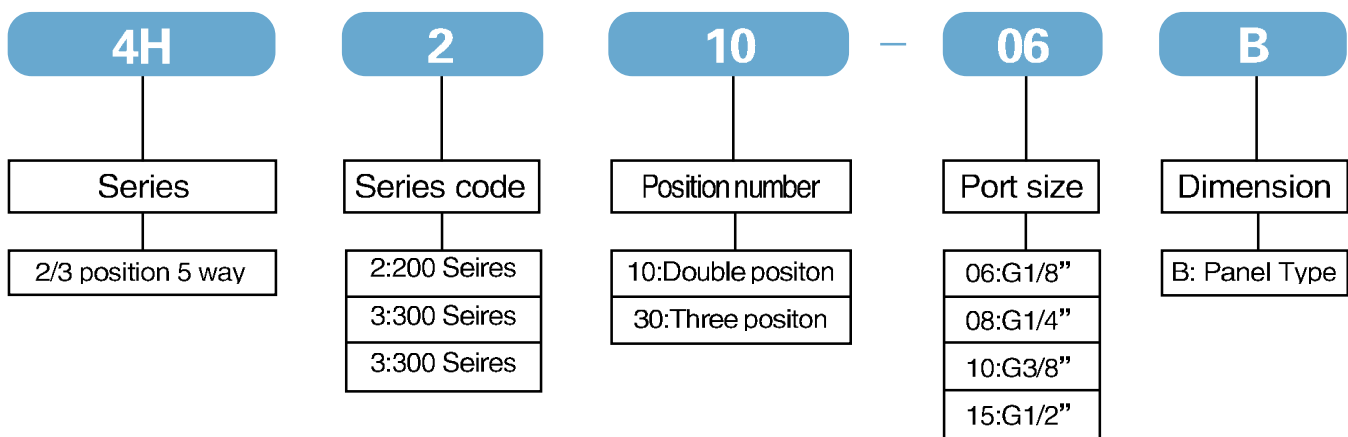 4H 2 10 – 06 B
Series Series code Position number Port size Dimension
2/3 position 5 way 2:200 Seires 10:Double positon 06:G1/8” B: Panel Type
3:300 Seires 30:Three positon 08:G1/4”
3:300 Seires 10:G3/8”
15:G1/2”